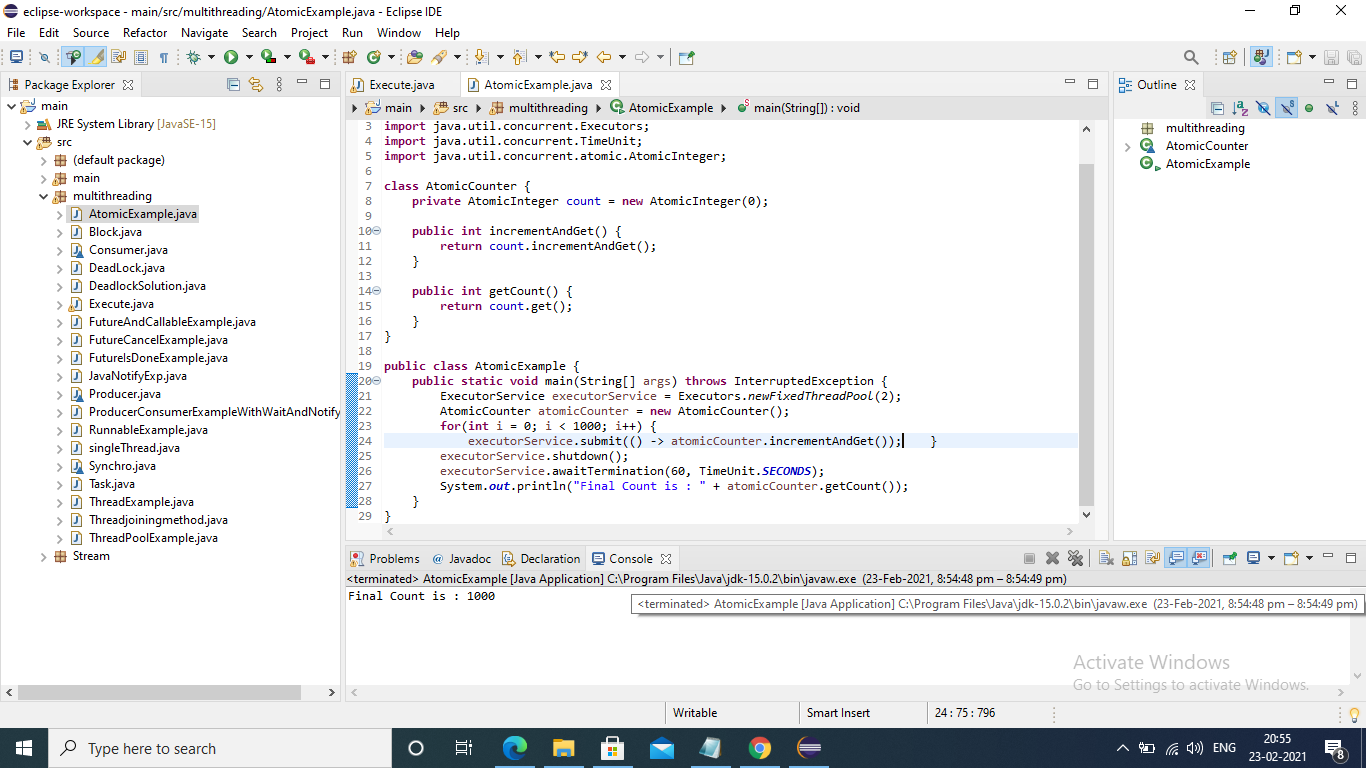 eclipse-workspace - main/src/multithreading/AtomicExample.java - Eclipse IDE
File Edit Source Refactor Navigate Search Project Run Window Help
Package Explorer
main
JRE System Library [JavaSE-15]
src
(default package)
main
multithreading
AtomicExample.java
Block.java
Consumer.java
DeadLock.java
DeadlockSolution.java
Execute.java
FutureAndCallableExample.java
FutureCancelExample.java
FutureIsDoneExample.java
JavaNotifyExp.java
Producer.java
ProducerConsumerExampleWithWaitAndNotify
RunnableExample.java
singleThread.java
Synchro.java
Task.java
ThreadExample.java
Threadjoiningmethod.java
ThreadPoolExample.java
Stream
Execute.java AtomicExample.java
main src multithreading AtomicExample main(String[]) : void
3 import java.util.concurrent.Executors;
4 import java.util.concurrent.TimeUnit;
5 import java.util.concurrent.atomic.AtomicInteger;
6
7 class AtomicCounter {
8 private AtomicInteger count = new AtomicInteger(0);
9
10 public int incrementAndGet() {
11 return count.incrementAndGet();
12 }
13
14 public int getCount() {
15 return count.get();
16 }
17 }
18
19 public class AtomicExample {
20 public static void main(String[] args) throws InterruptedException {
21 ExecutorService executorService = Executors.newFixedThreadPool(2);
22 AtomicCounter atomicCounter = new AtomicCounter();
23 for(int i = 0; i < 1000; i++) {
24 executorService.submit(() -> atomicCounter.incrementAndGet()); }
25 executorService.shutdown();
26 executorService.awaitTermination(60, TimeUnit.SECONDS);
27 System.out.println("Final Count is : " + atomicCounter.getCount());
28 }
29 }
Outline
multithreading
AtomicCounter
AtomicExample
Problems @ Javadoc Declaration Console
<terminated> AtomicExample [Java Application] C:\Program Files\Java\jdk-15.0.2\bin\javaw.exe (23-Feb-2021, 8:54:48 pm – 8:54:49 pm)
Final Count is : 1000
<terminated> AtomicExample [Java Application] C:\Program Files\Java\jdk-15.0.2\bin\javaw.exe (23-Feb-2021, 8:54:48 pm – 8:54:49 pm)
Activate Windows
Go to Settings to activate Windows.
Writable Smart Insert 24 : 75 : 796
Type here to search
ENG
20:55
23-02-2021
8